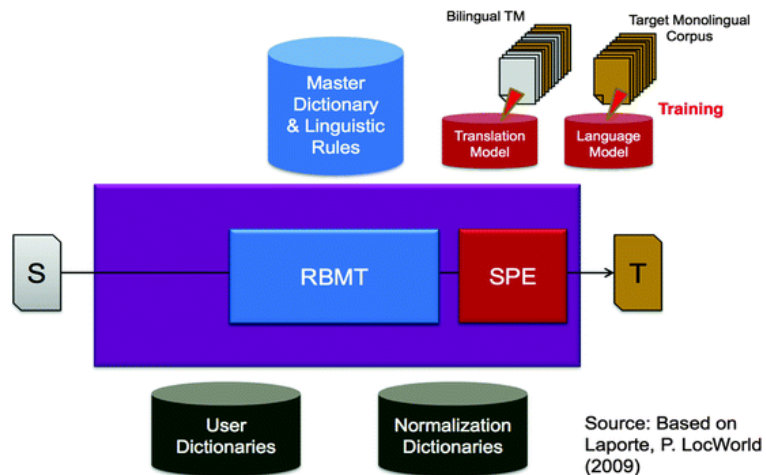 Bilingual TM
Target Monolingual
Corpus
Master
Dictionary
& Linguistic
Rules
Training
Translation
Model
Language
Model
S
RBMT
SPE
T
User
Dictionaries
Normalization
Dictionaries
Source: Based on
Laporte, P. LocWorld
(2009)